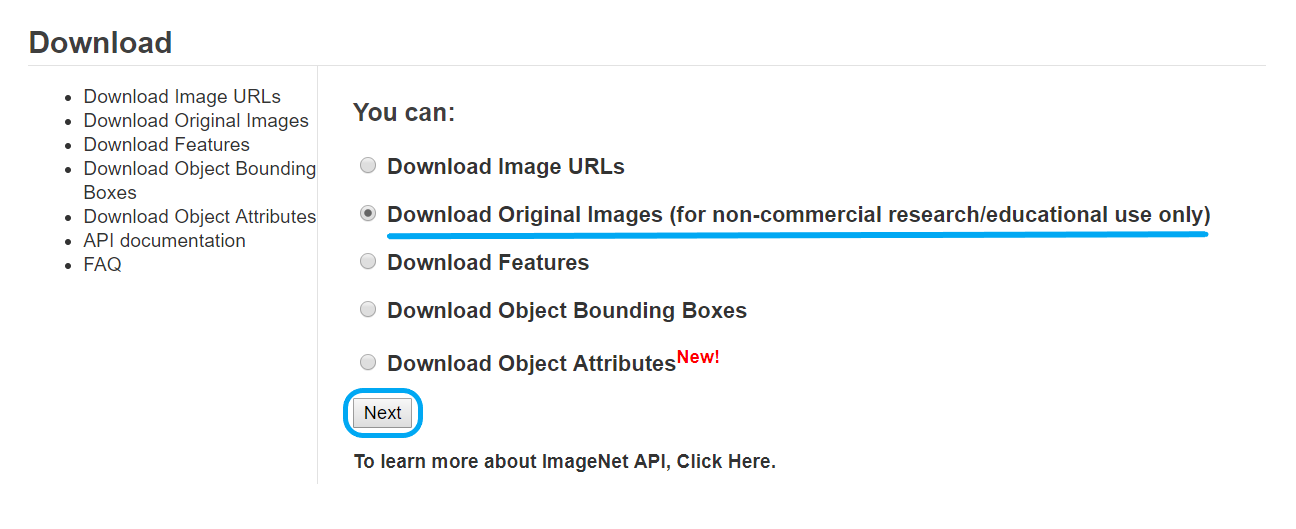 Download
Download Image URLs
Download Original Images
Download Features
Download Object Bounding
Boxes
Download Object Attributes
API documentation
FAQ
You can:
Download Image URLs
Download Original Images (for non-commercial research/educational use only)
Download Features
Download Object Bounding Boxes
Download Object Attributes New!
Next
To learn more about ImageNet API, Click Here.